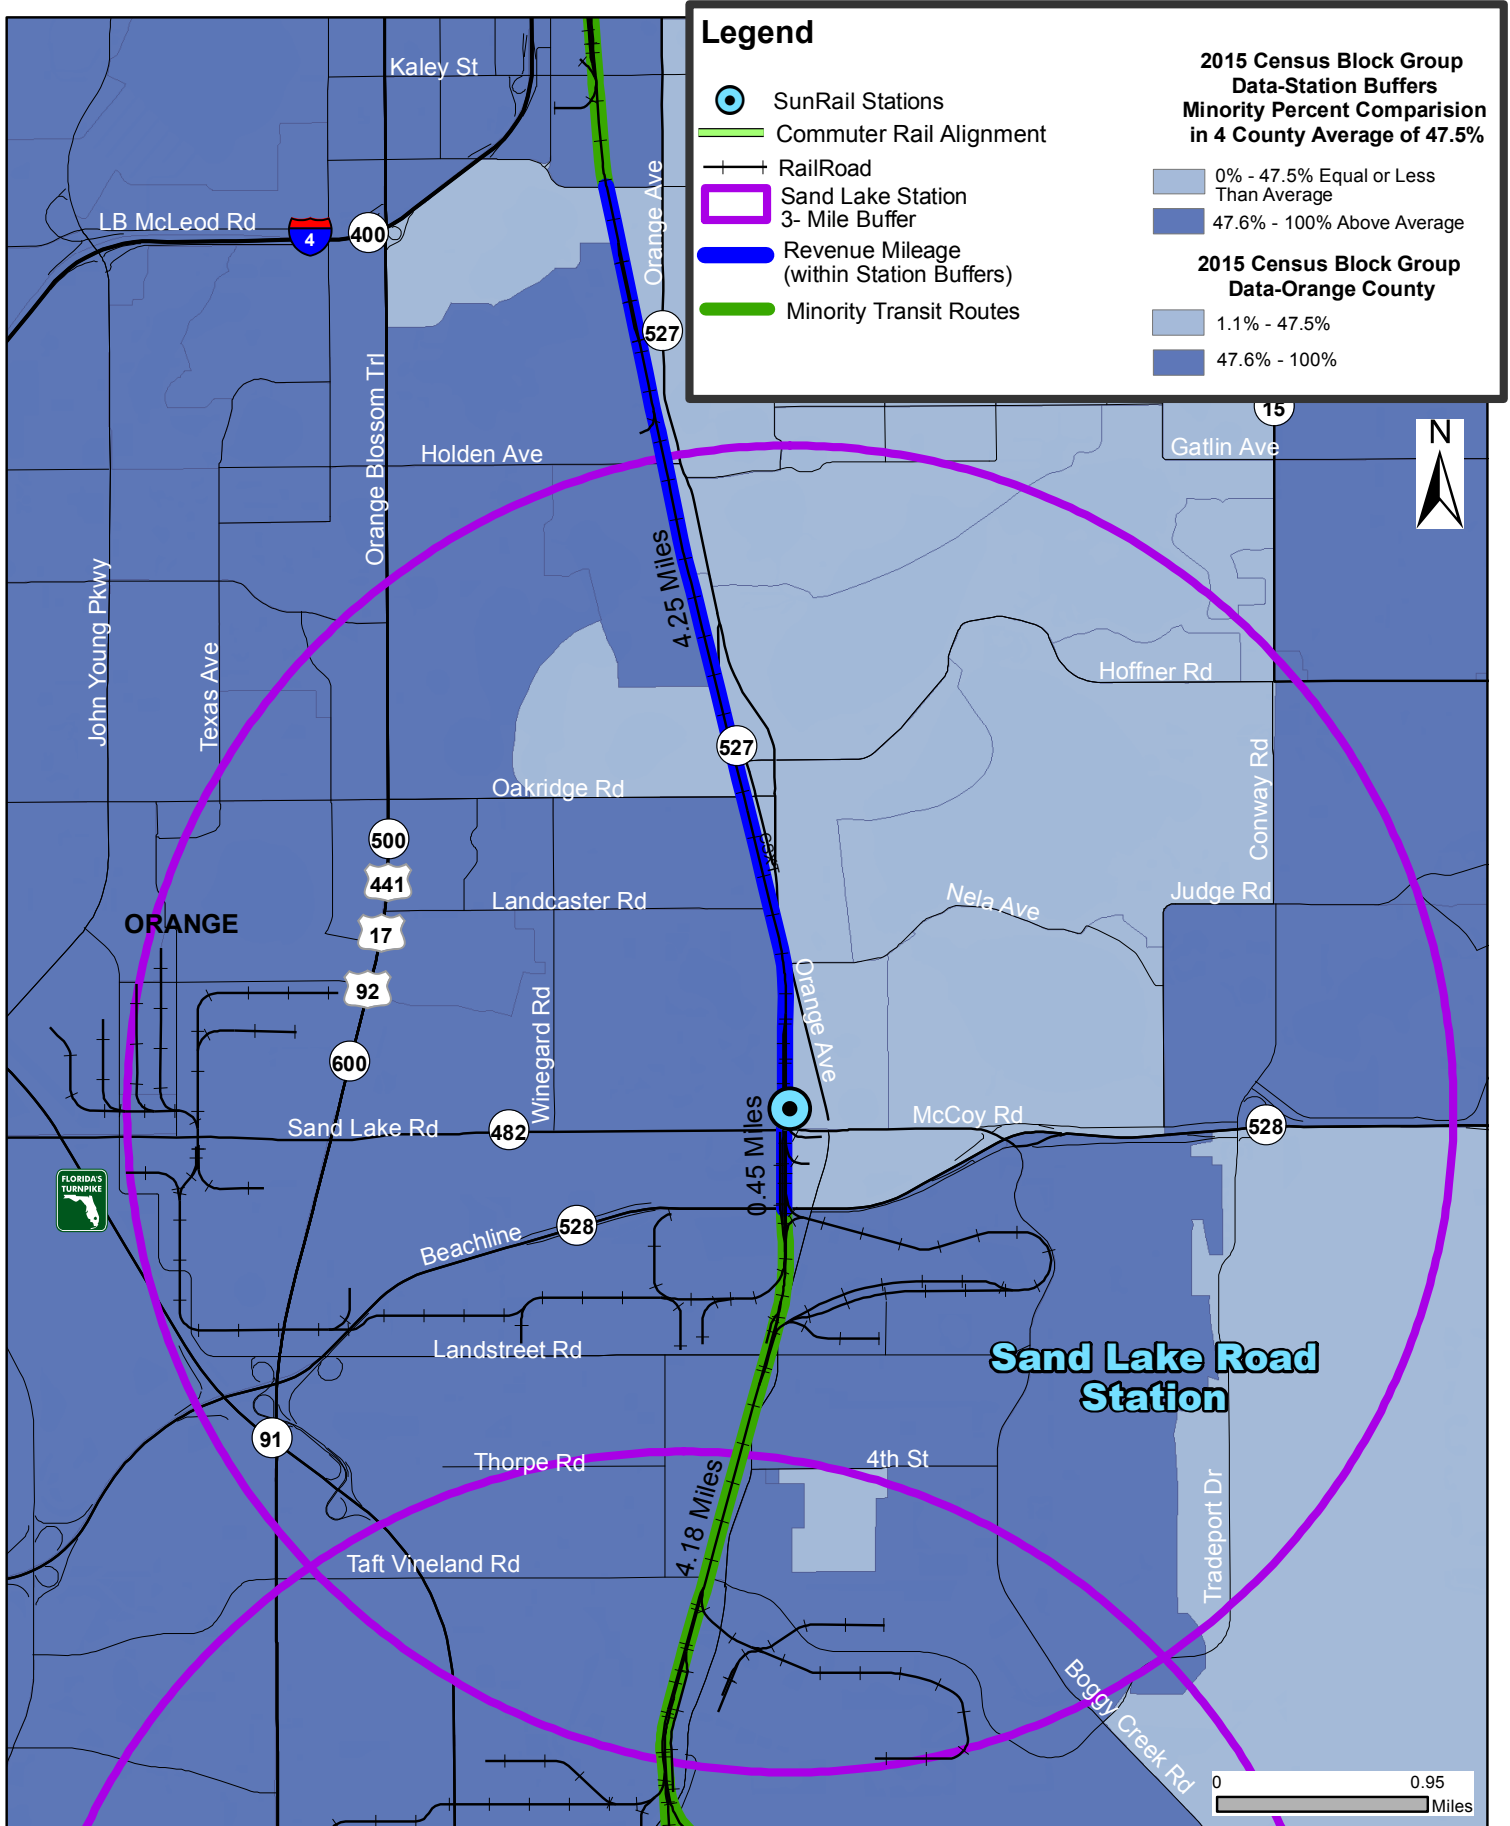 Legend
SunRail Stations
Commuter Rail Alignment
RailRoad
Sand Lake Station
3- Mile Buffer
Revenue Mileage
(within Station Buffers)
Minority Transit Routes
2015 Census Block Group
Data-Station Buffers
Minority Percent Comparision
in 4 County Average of 47.5%
0% - 47.5% Equal or Less
Than Average
47.6% - 100% Above Average
2015 Census Block Group
Data-Orange County
1.1% - 47.5%
47.6% - 100%
Kaley St
Orange Ave
LB McLeod Rd
4
400
527
15
N
Orange Blossom Trl
Holden Ave
Gatlin Ave
4.25 Miles
John Young Pkwy
Texas Ave
Hoffner Rd
527
Conway Rd
Oakridge Rd
500
441
Landcaster Rd
Nela Ave
Judge Rd
ORANGE
17
92
Winegard Rd
Orange Ave
600
Sand Lake Rd
482
0.45 Miles
McCoy Rd
528
FLORIDA'S
TURNPIKE
Beachline
528
Landstreet Rd
Sand Lake Road
Station
91
Thorpe Rd
4th St
4.18 Miles
Tradeport Dr
Taft Vineland Rd
Boggy Creek Rd
0
0.95
Miles